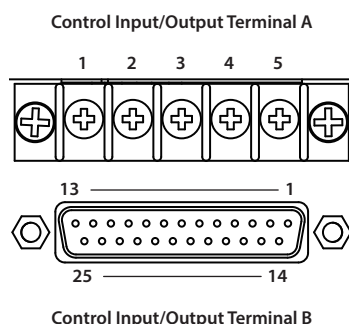 Control Input/Output Terminal A
1 2 3 4 5
13 1
25 14
Control Input/Output Terminal B